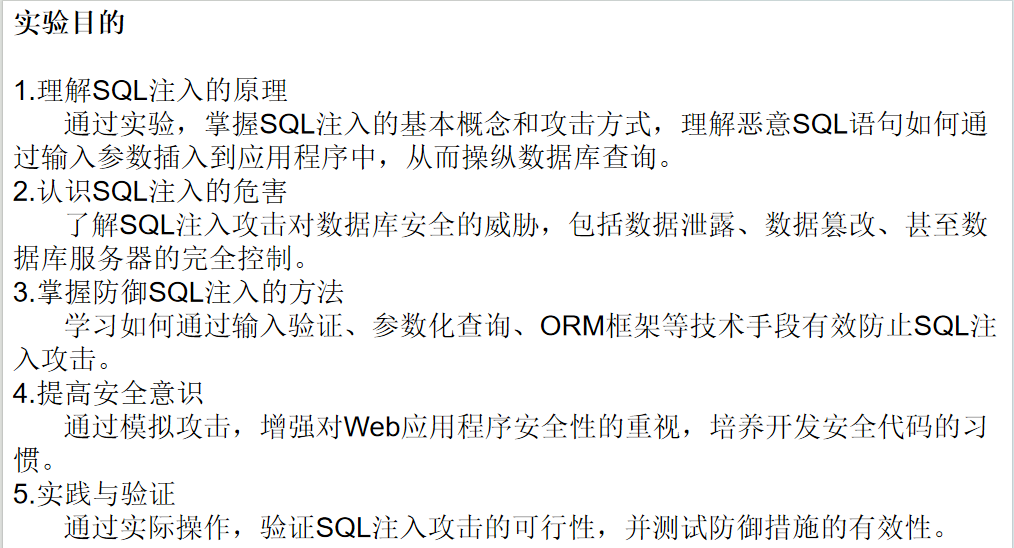 实验目的
1.理解SQL注入的原理
通过实验，掌握SQL注入的基本概念和攻击方式，理解恶意SQL语句如何通
过输入参数插入到应用程序中，从而操纵数据库查询。
2.认识SQL注入的危害
了解SQL注入攻击对数据库安全的威胁，包括数据泄露、数据篡改、甚至数
据库服务器的完全控制。
3.掌握防御SQL注入的方法
学习如何通过输入验证、参数化查询、ORM框架等技术手段有效防止SQL注
入攻击。
4.提高安全意识
通过模拟攻击，增强对Web应用程序安全性的重视，培养开发安全代码的习
惯。
5.实践与验证
通过实际操作，验证SQL注入攻击的可行性，并测试防御措施的有效性。